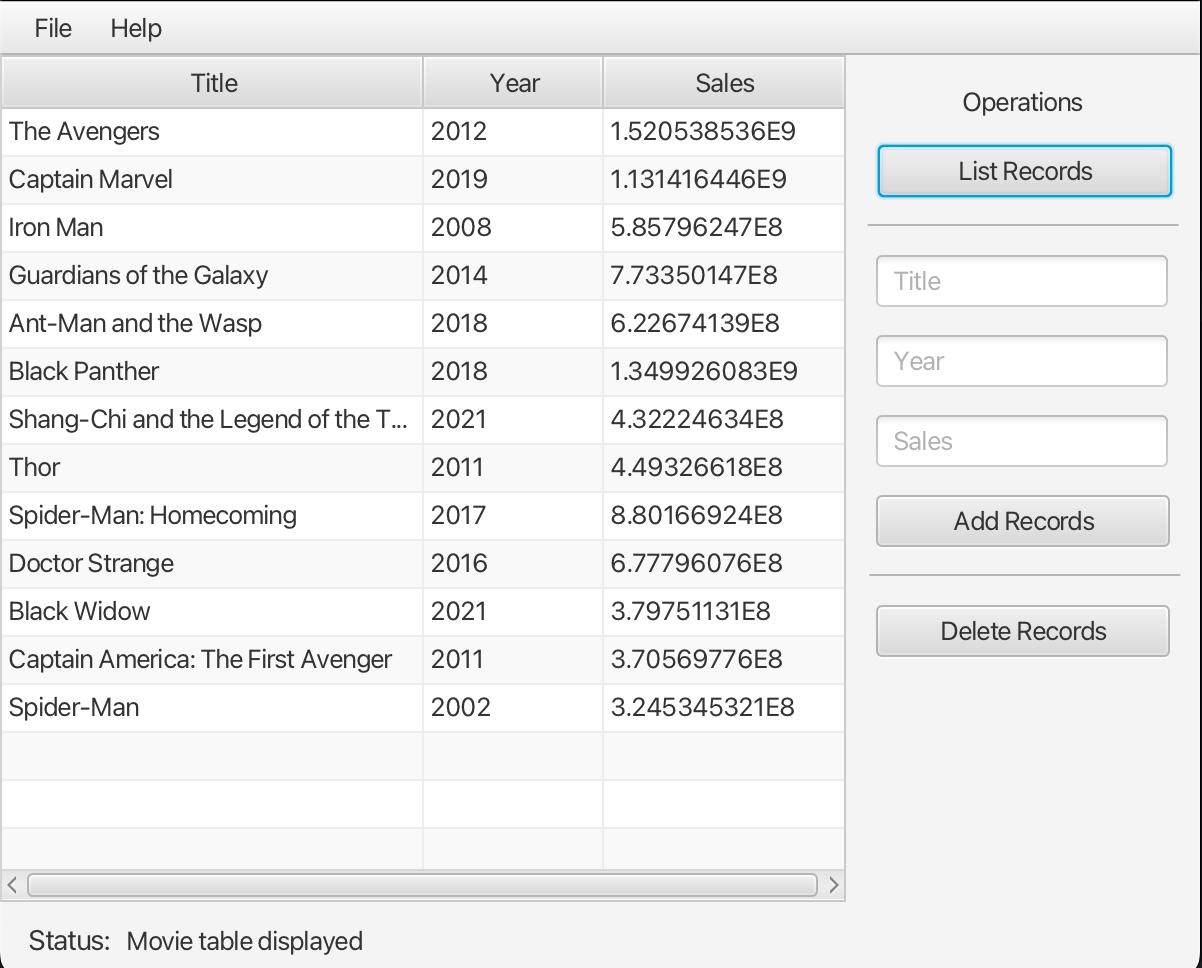 File Help
Title Year Sales Operations
The Avengers 2012 1.520538536E9
List Records
Captain Marvel 2019 1.131416446E9
Iron Man 2008 5.85796247E8
Guardians of the Galaxy 2014 7.73350147E8
Title
Ant-Man and the Wasp 2018 6.22674139E8
Year
Black Panther 2018 1.349926083E9
Shang-Chi and the Legend of the T... 2021 4.32224634E8
Sales
Thor 2011 4.49326618E8
Spider-Man: Homecoming 2017 8.80166924E8
Add Records
Doctor Strange 2016 6.77796076E8
Black Widow 2021 3.79751131E8
Delete Records
Captain America: The First Avenger 2011 3.70569776E8
Spider-Man 2002 3.245345321E8
Status: Movie table displayed